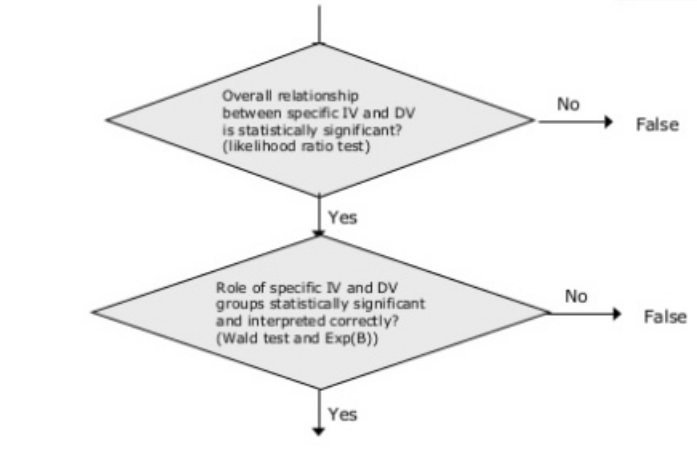 Overall relationship
between specific IV and DV
is statistically significant?
(likelihood ratio test)
No
False
Yes
Role of specific IV and DV
groups statistically significant
and interpreted correctly?
(Wald test and Exp(B))
No
False
Yes